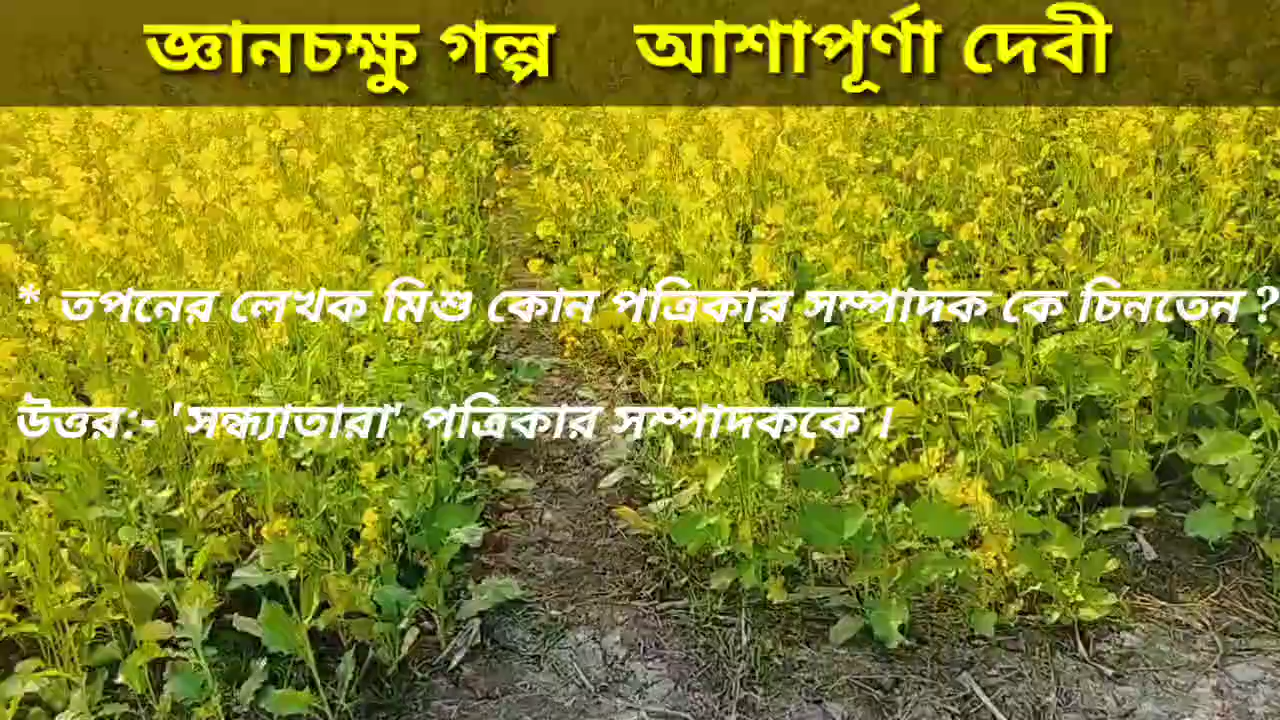 জ্ঞানচক্ষু গল্প আশাপূর্ণা দেবী
* তপনের লেখক মিশু কোন পত্রিকার সম্পাদক কে চিনতেন ?
উত্তর:- 'সন্ধ্যাতারা' পত্রিকার সম্পাদককে ।